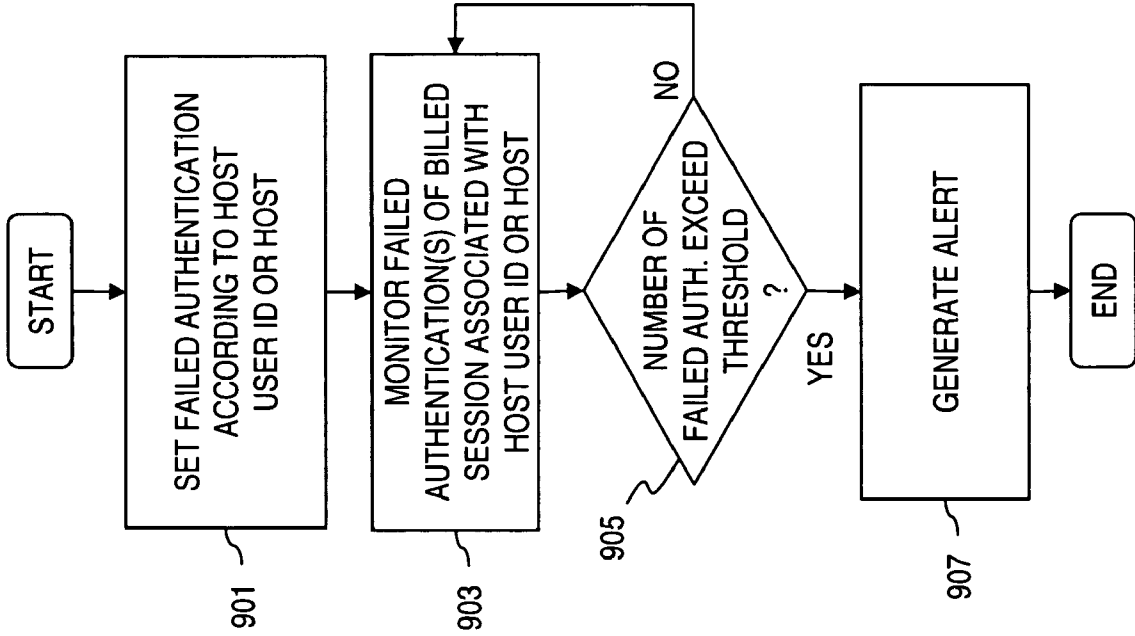 START
SET FAILED AUTHENTICATION
ACCORDING TO HOST
USER ID OR HOST
901
MONITOR FAILED
AUTHENTICATION(S) OF BILLED
SESSION ASSOCIATED WITH
HOST USER ID OR HOST
903
NUMBER OF
FAILED AUTH. EXCEED
THRESHOLD
?
905
NO
YES
GENERATE ALERT
907
END